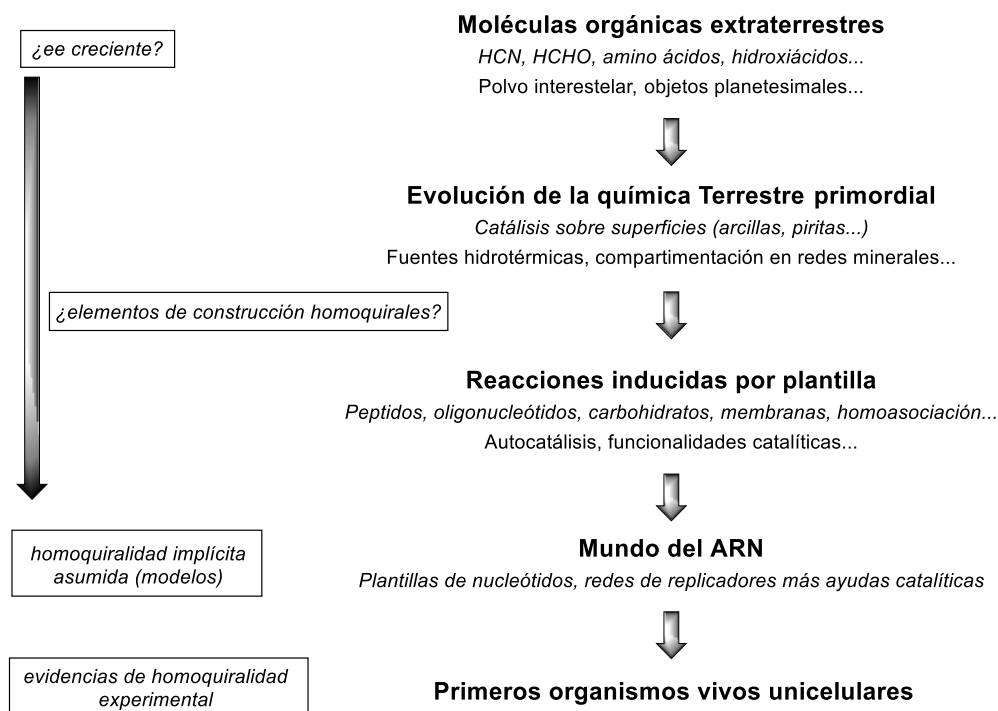 Moléculas orgánicas extraterrestres
¿ee creciente?
HCN, HCHO, amino ácidos, hidroxiácidos...
Polvo interestelar, objetos planetesimales...
Evolución de la química Terrestre primordial
Catálisis sobre superficies (arcillas, piritas...)
Fuentes hidrotérmicas, compartimentación en redes minerales...
¿elementos de construcción homoquirales?
Reacciones inducidas por plantilla
Peptidos, oligonucleótidos, carbohidratos, membranas, homoasociación...
Autocatálisis, funcionalidades catalíticas...
homoquiralidad implícita
asumida (modelos)
Mundo del ARN
Plantillas de nucleótidos, redes de replicadores más ayudas catalíticas
evidencias de homoquiralidad
experimental
Primeros organismos vivos unicelulares